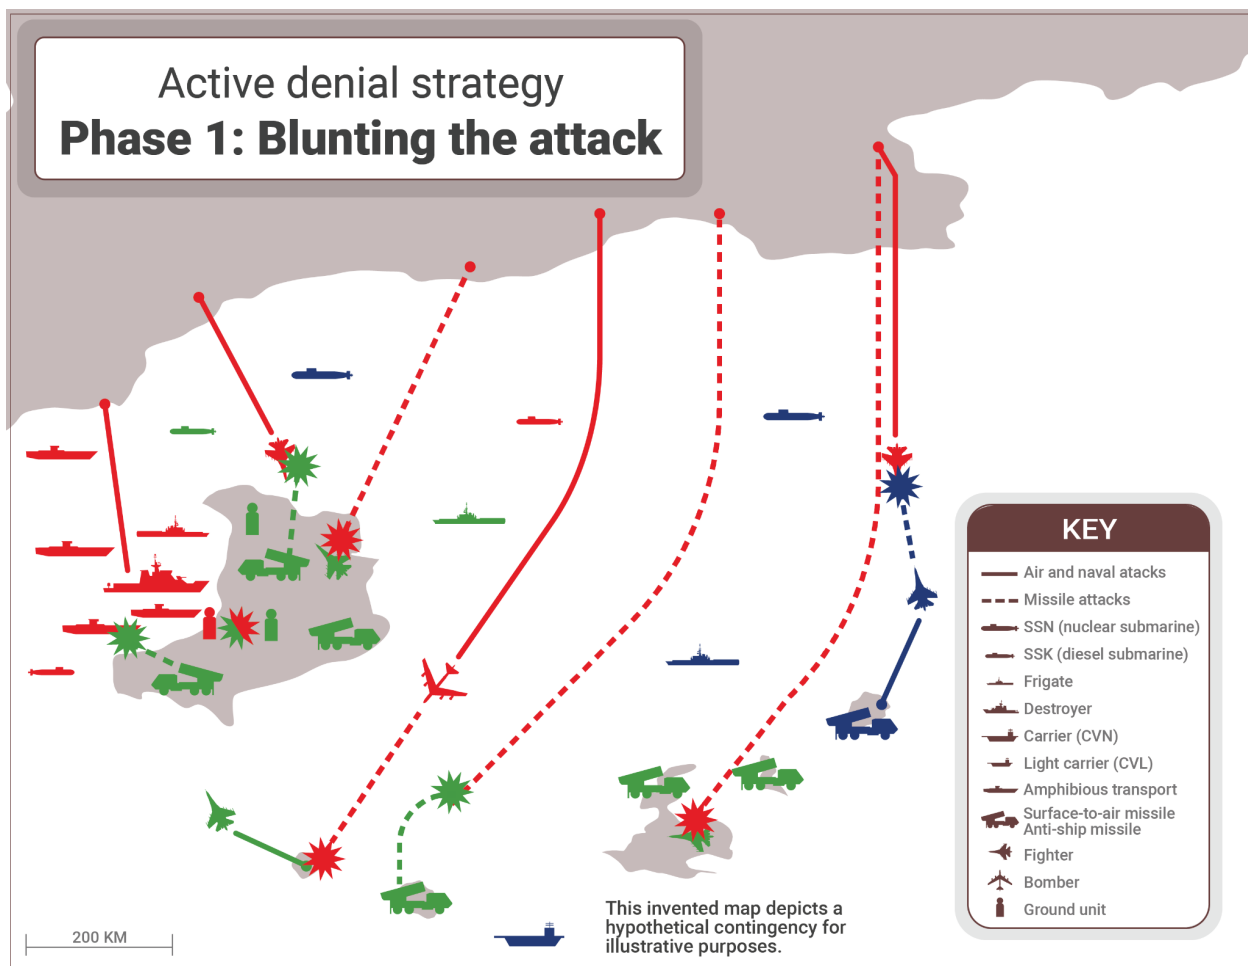 Active denial strategy
Phase 1: Blunting the attack
KEY
Air and naval atacks
Missile attacks
SSN (nuclear submarine)
SSK (diesel submarine)
Frigate
Destroyer
Carrier (CVN)
Light carrier (CVL)
Amphibious transport
Surface-to-air missile
Anti-ship missile
Fighter
Bomber
Ground unit
This invented map depicts a
hypothetical contingency for
illustrative purposes.
200 KM